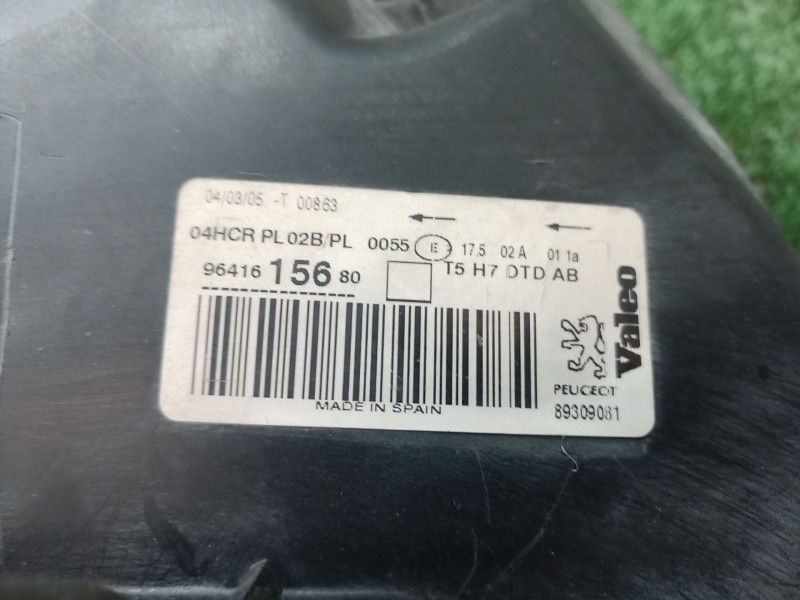 04/03/05 -T 00863
04HCR PL 02B/PL 0055 E 17.5 02 A 01 1a
96416 156 80 T5 H7 DTD AB
Valeo
PEUGEOT
MADE IN SPAIN
89309081